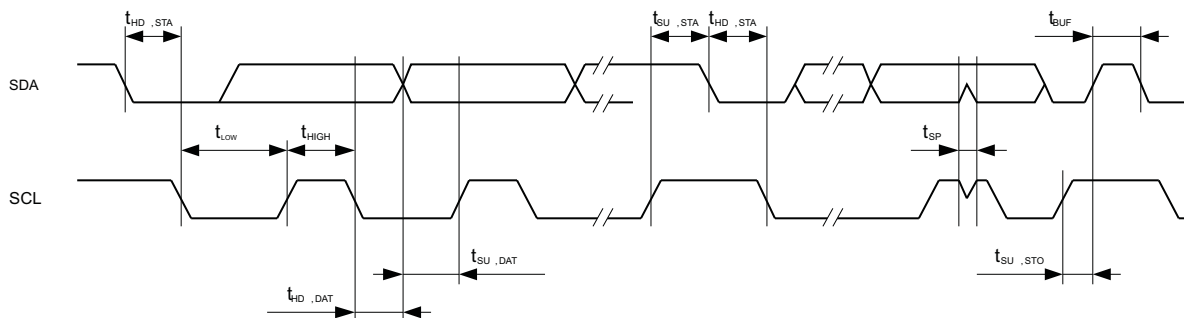 tHD,STA
tSU,STA
tHD,STA
tBUF
SDA
tLOW
tHIGH
tSP
SCL
tSU,DAT
tSU,STO
tHD,DAT